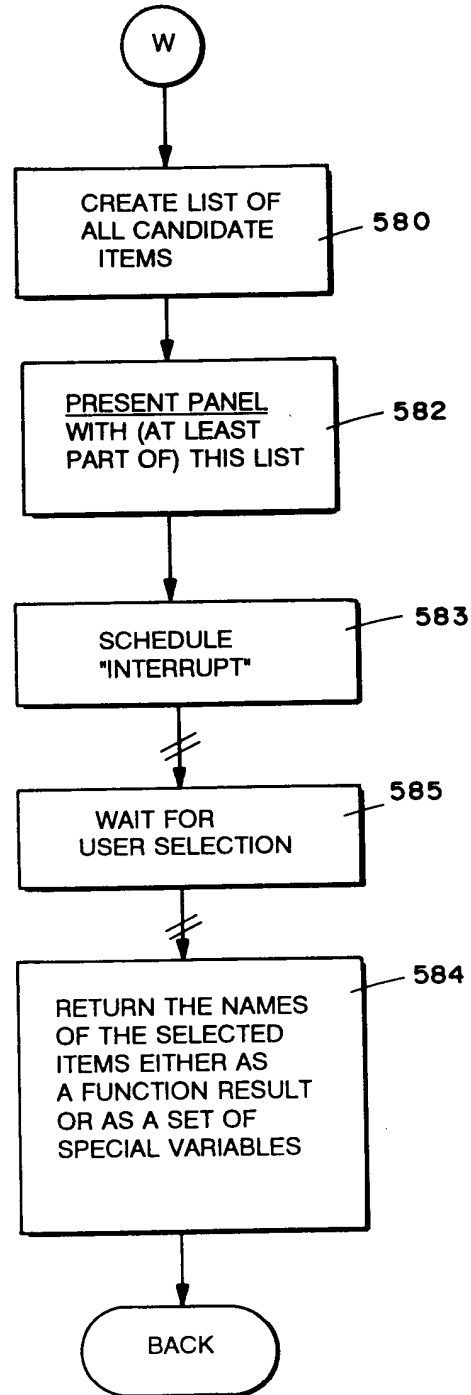 W
CREATE LIST OF
ALL CANDIDATE
ITEMS
580
PRESENT PANEL
WITH (AT LEAST
PART OF) THIS LIST
582
SCHEDULE
"INTERRUPT"
583
WAIT FOR
USER SELECTION
585
RETURN THE NAMES
OF THE SELECTED
ITEMS EITHER AS
A FUNCTION RESULT
OR AS A SET OF
SPECIAL VARIABLES
584
BACK